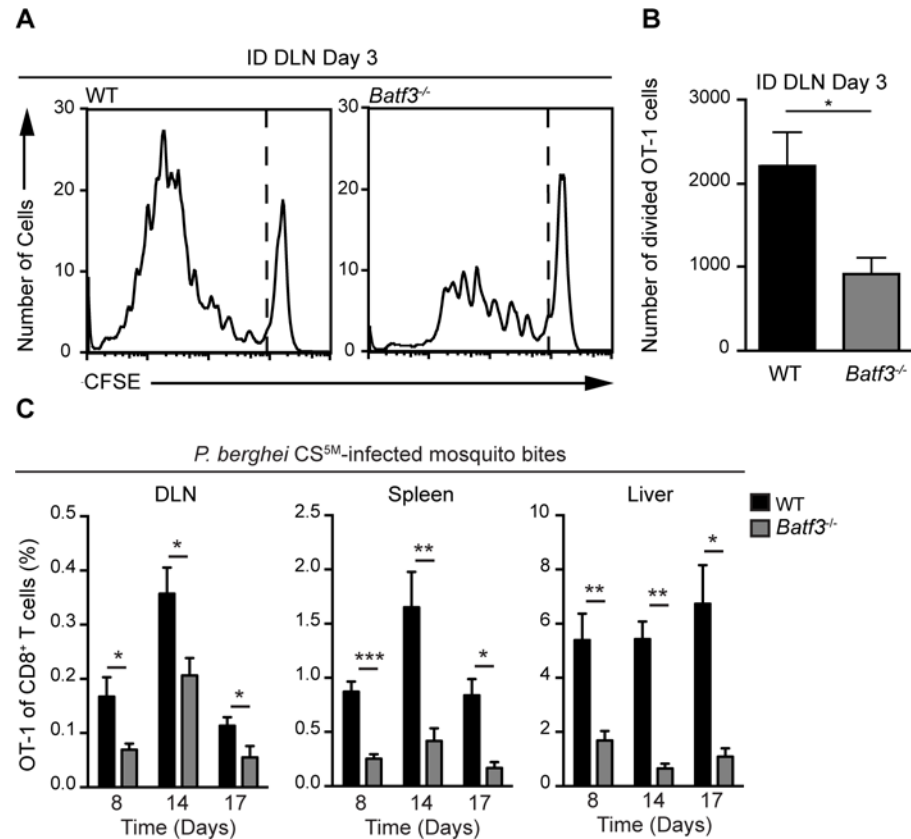 A
ID DLN Day 3
WT
Batf3-/-
Number of Cells
30
20
10
0
30
20
10
0
CFSE
B
ID DLN Day 3
*
Number of divided OT-1 cells
3000
2000
1000
0
WT
Batf3-/-
C
P. berghei CS5M-infected mosquito bites
DLN
Spleen
Liver
WT
Batf3-/-
OT-1 of CD8+ T cells (%)
0.5
0.4
0.3
0.2
0.1
0.0
*
*
*
8 14 17
Time (Days)
2.5
2.0
1.5
1.0
0.5
0.0
***
**
*
8 14 17
Time (Days)
10
8
6
4
2
0
**
**
*
8 14 17
Time (Days)